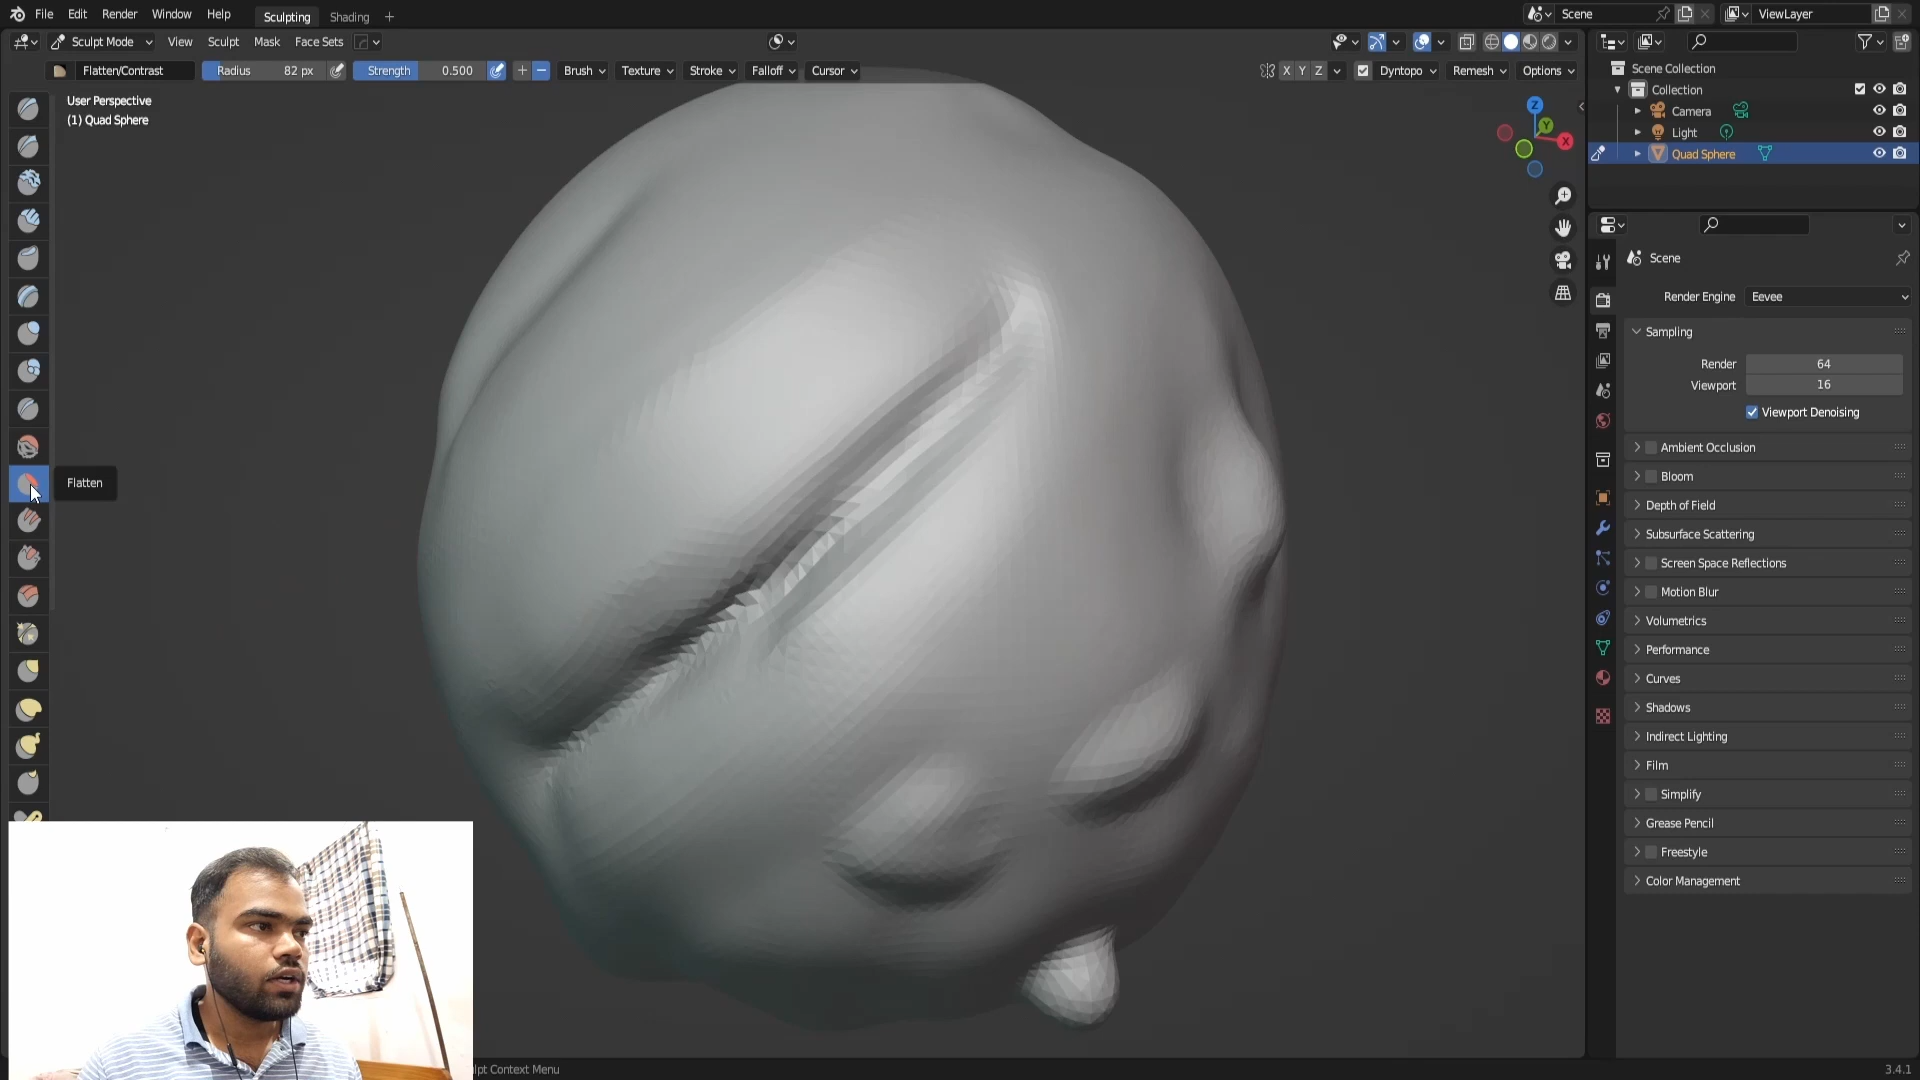 File Edit Render Window Help Sculpting Shading + Scene ViewLayer
Sculpt Mode View Sculpt Mask Face Sets
Flatten/Contrast Radius 82 px Strength 0.500 Brush Texture Stroke Falloff Cursor X Y Z Dyntopo Remesh Options
User Perspective
(1) Quad Sphere
Z
Y
X
Flatten
Scene Collection
Collection
Camera
Light
Quad Sphere
Scene
Render Engine Eevee
Sampling
Render 64
Viewport 16
Viewport Denoising
Ambient Occlusion
Bloom
Depth of Field
Subsurface Scattering
Screen Space Reflections
Motion Blur
Volumetrics
Performance
Curves
Shadows
Indirect Lighting
Film
Simplify
Grease Pencil
Freestyle
Color Management
Context Menu
3.4.1